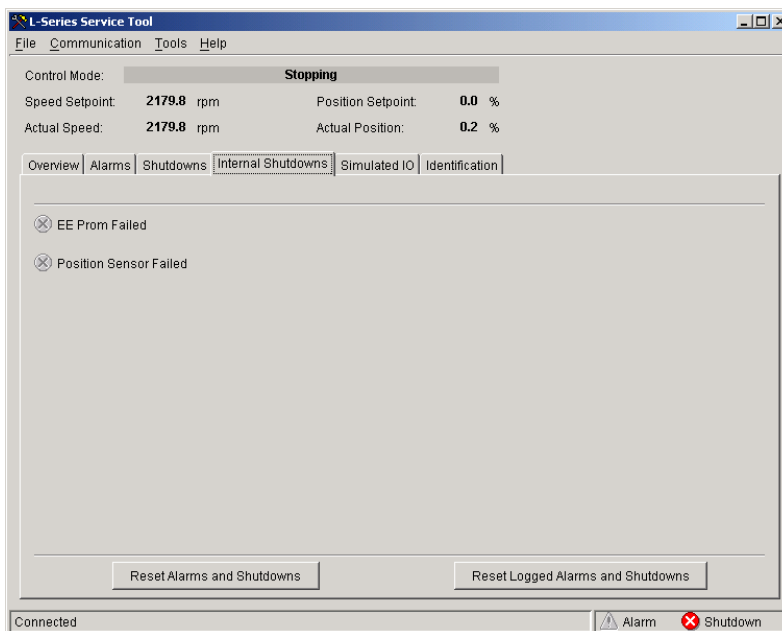 L-Series Service Tool
File Communication Tools Help
Control Mode: Stopping
Speed Setpoint: 2179.8 rpm Position Setpoint: 0.0 %
Actual Speed: 2179.8 rpm Actual Position: 0.2 %
Overview Alarms Shutdowns Internal Shutdowns Simulated IO Identification
EE Prom Failed
Position Sensor Failed
Reset Alarms and Shutdowns Reset Logged Alarms and Shutdowns
Connected Alarm Shutdown